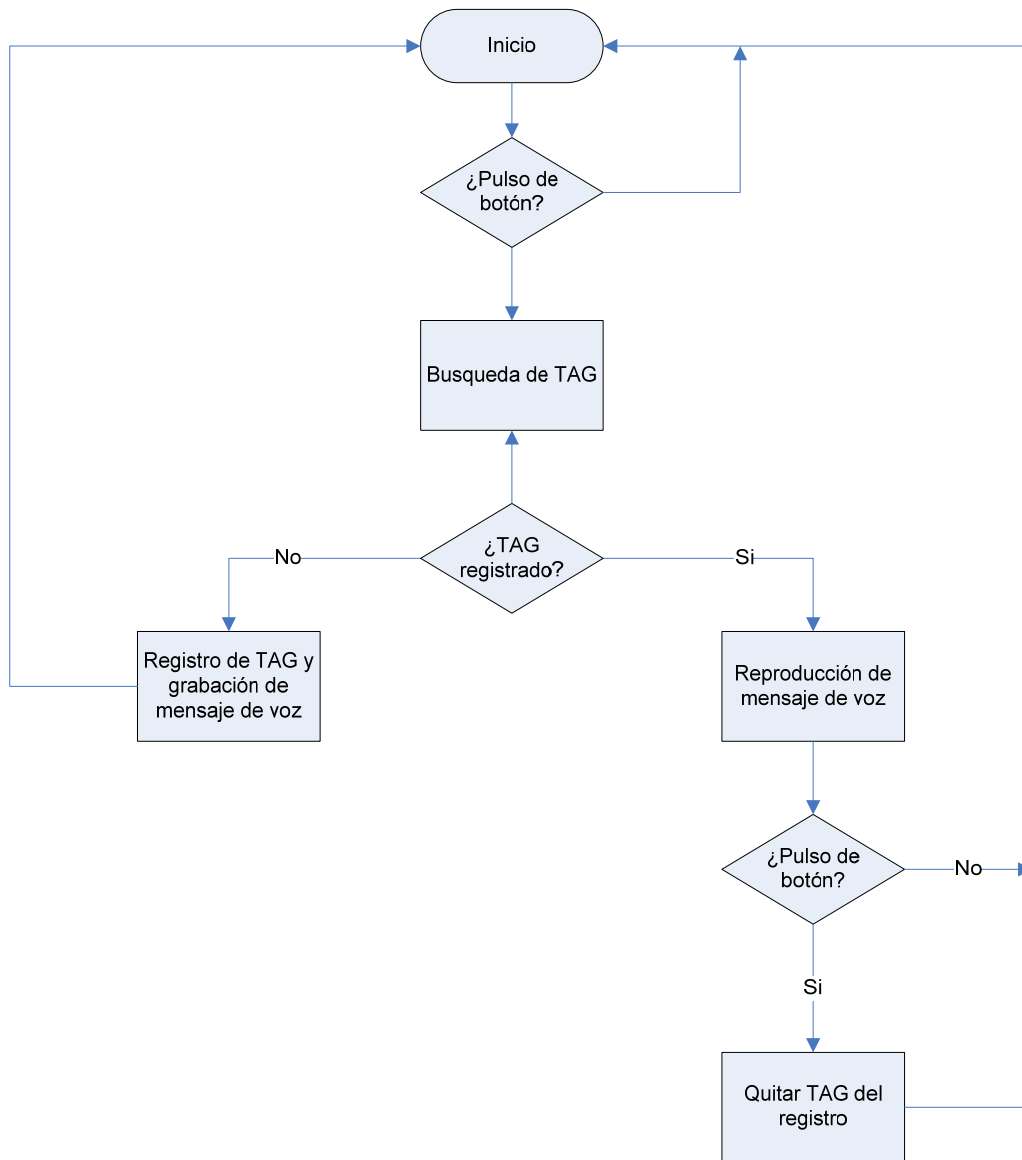 Inicio
¿Pulso de
botón?
Busqueda de TAG
¿TAG
registrado?
No
Si
Registro de TAG y
grabación de
mensaje de voz
Reproducción de
mensaje de voz
¿Pulso de
botón?
No
Si
Quitar TAG del
registro